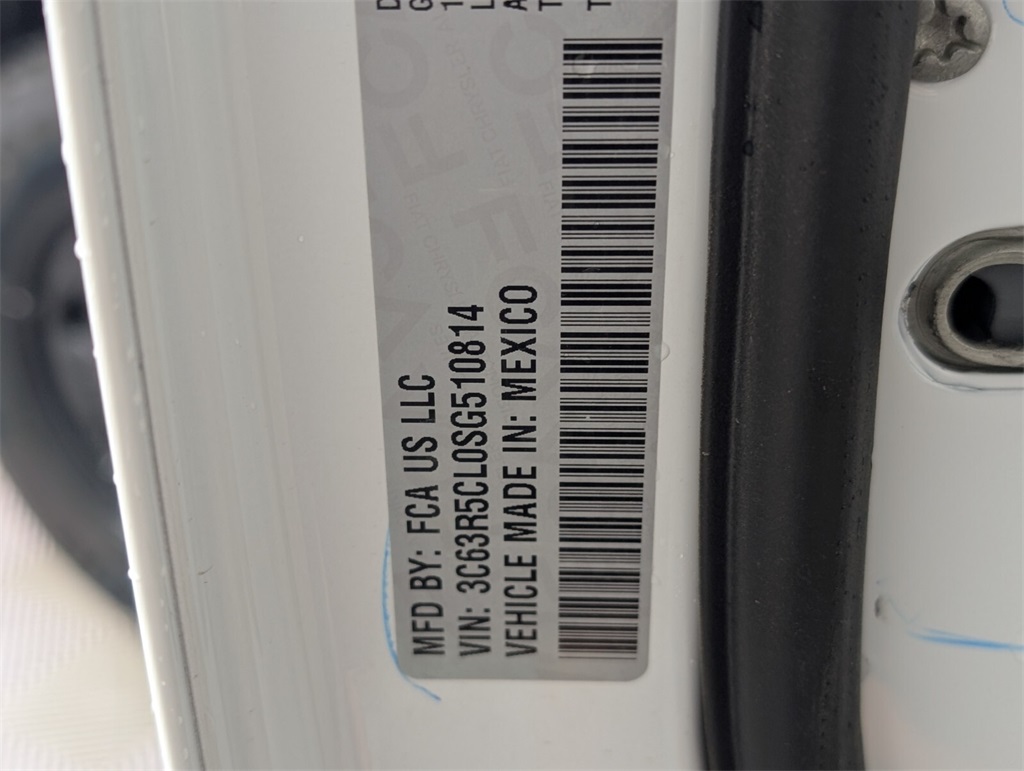 MFD BY: FCA US LLC
VIN: 3C63R5CL0SG510814
VEHICLE MADE IN: MEXICO